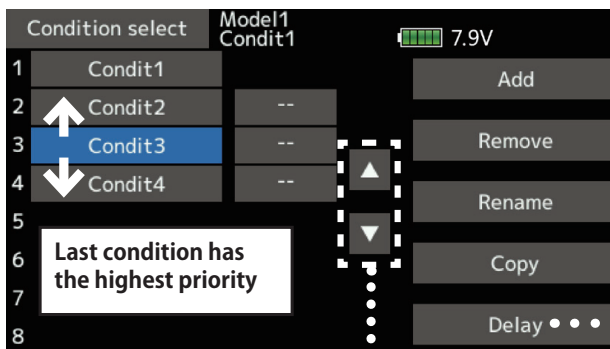 Condition select
Model1
Condit1
7.9V
1 Condit1
Add
2 Condit2 --
3 Condit3 --
Remove
4 Condit4 --
Rename
5
6
Last condition has
the highest priority
Copy
7
8
Delay